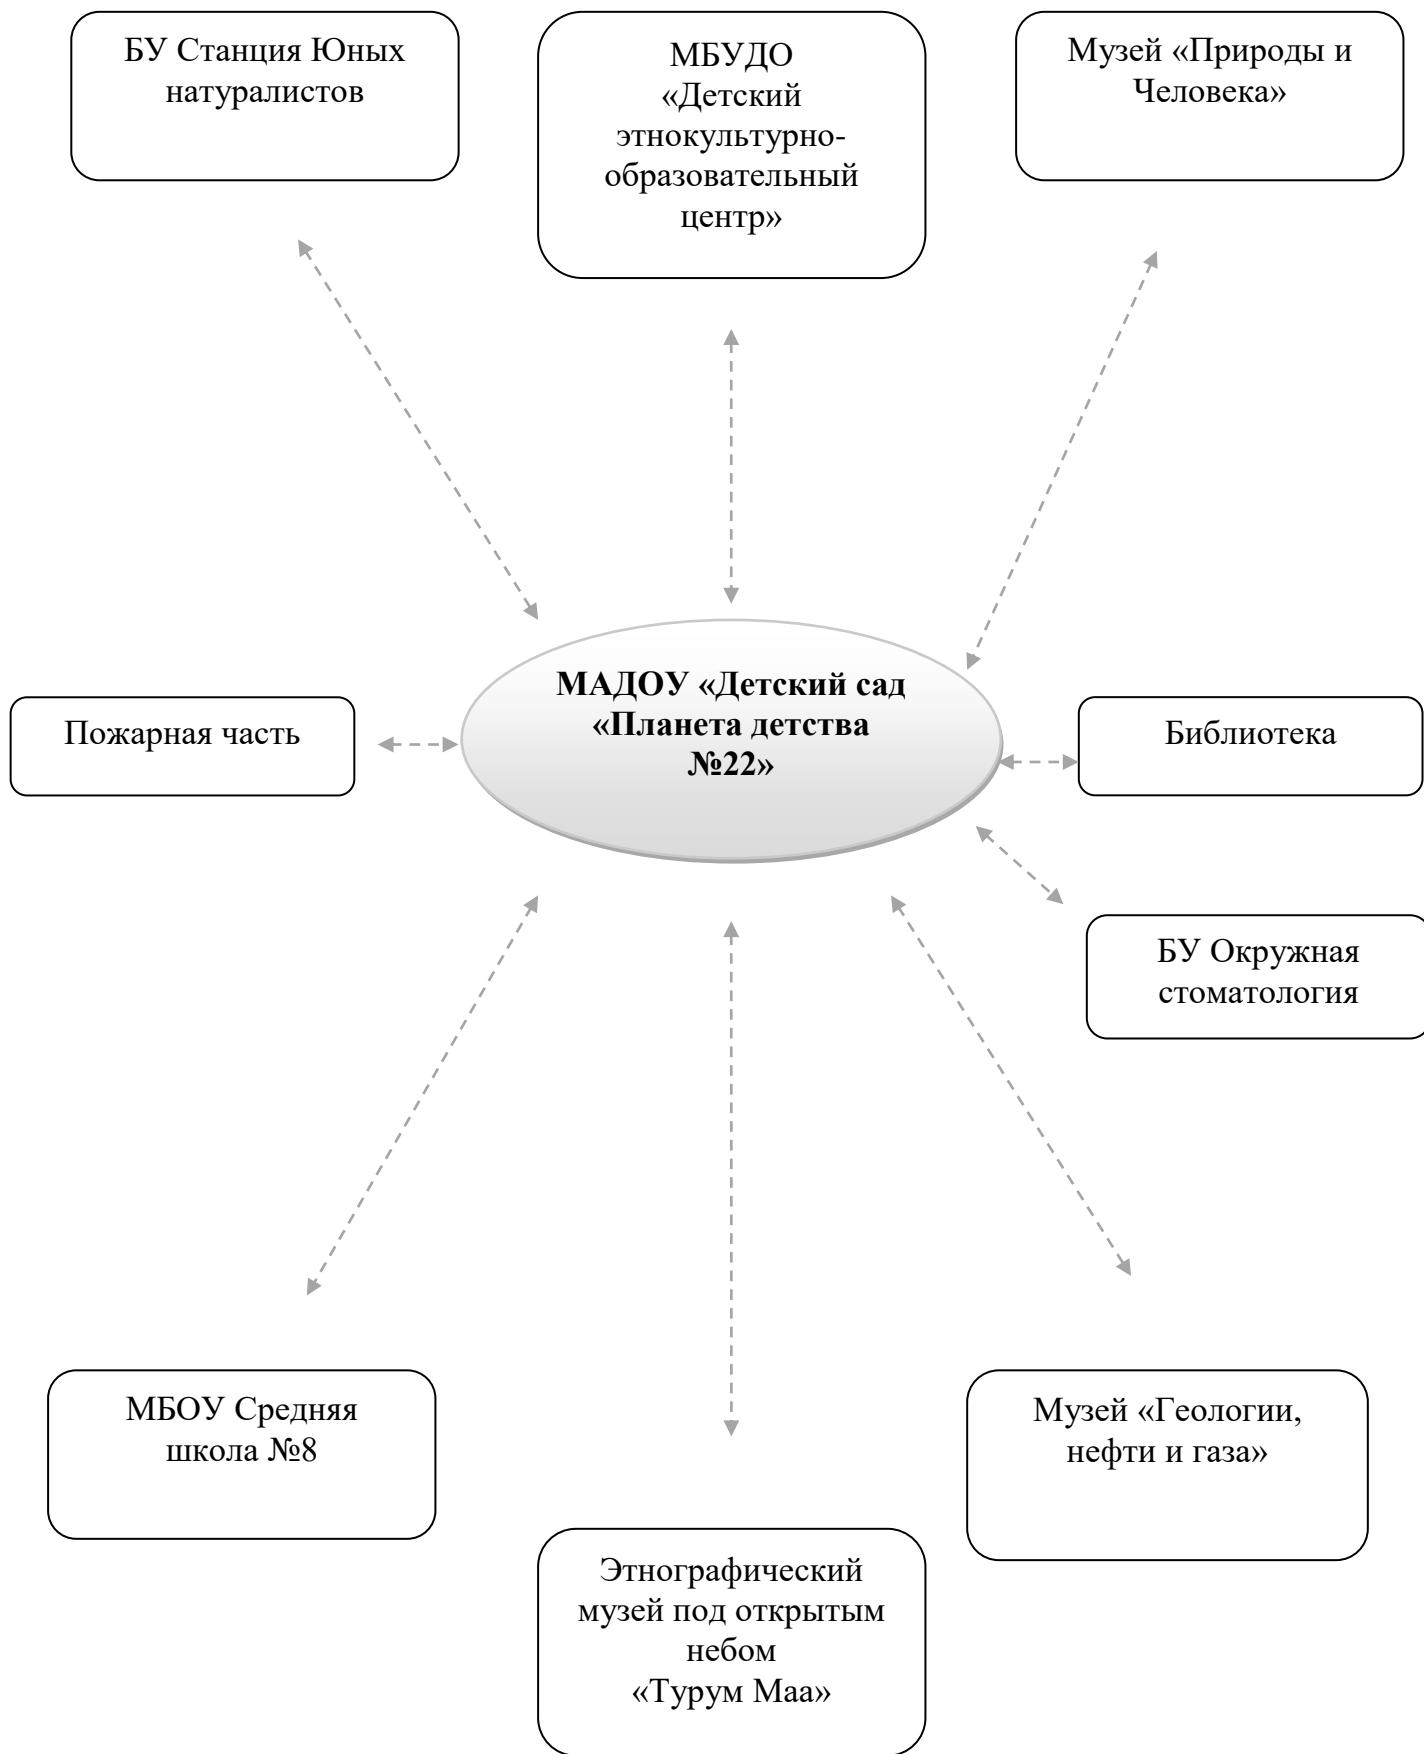 БУ Станция Юных
натуралистов
МБУДО
«Детский
этнокультурно-
образовательный
центр»
Музей «Природы и
Человека»
МАДОУ «Детский сад
«Планета детства
№22»
Пожарная часть
Библиотека
БУ Окружная
стоматология
МБОУ Средняя
школа №8
Музей «Геологии,
нефти и газа»
Этнографический
музей под открытым
небом
«Турум Маа»